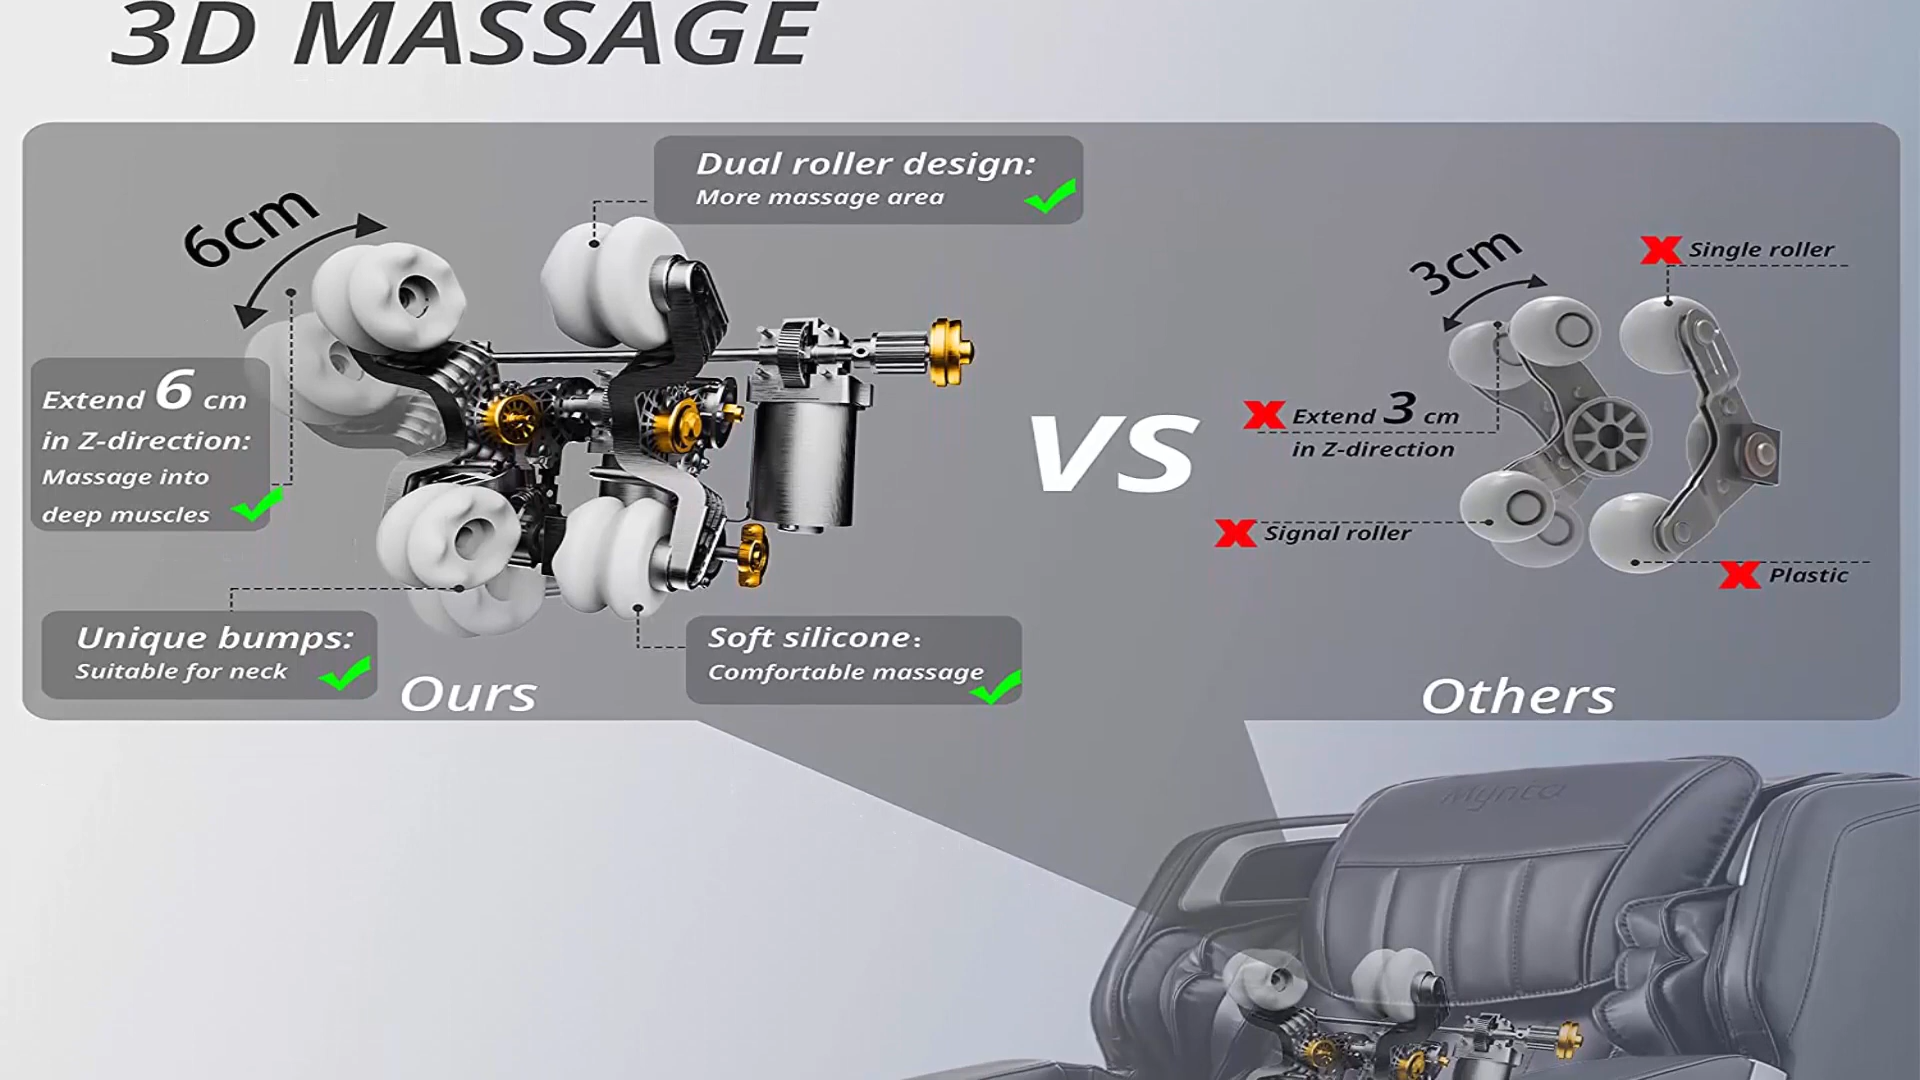 3D MASSAGE
Dual roller design:
More massage area
6cm
Extend 6 cm
in Z-direction:
Massage into
deep muscles
Unique bumps:
Suitable for neck
Soft silicone:
Comfortable massage
Ours
VS
3cm
Single roller
Extend 3 cm
in Z-direction
Signal roller
Plastic
Others
Mynta